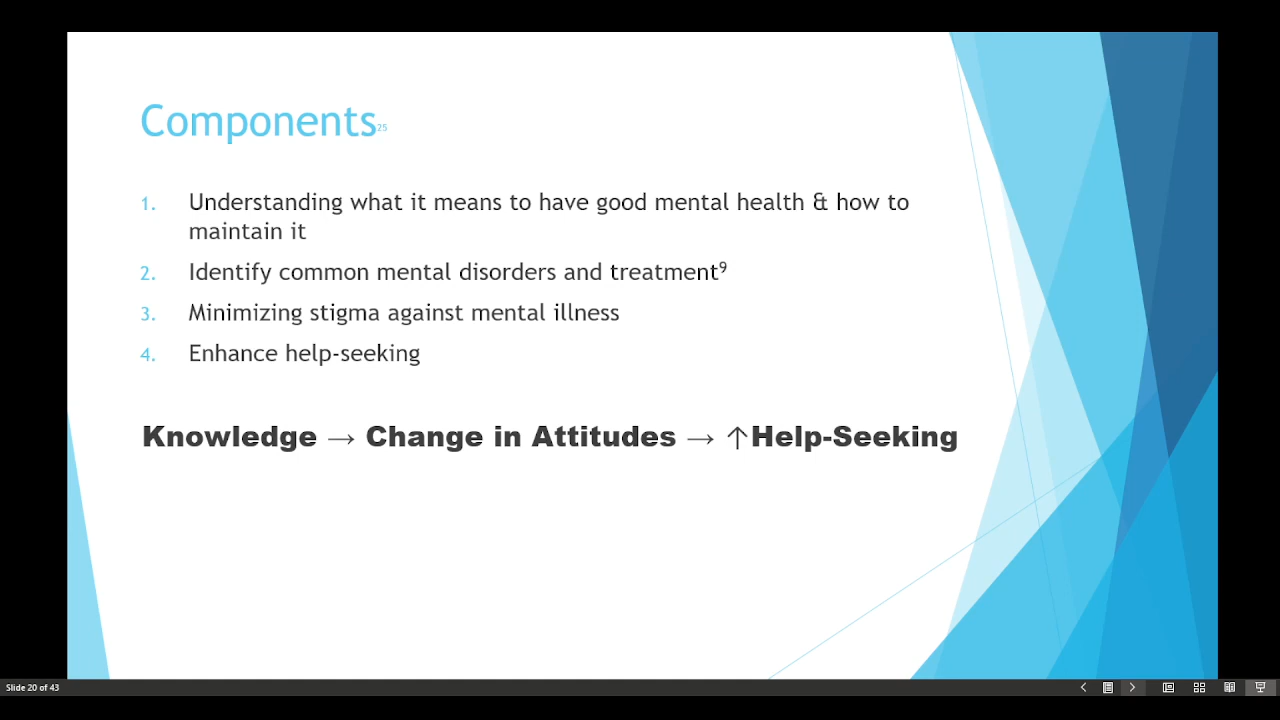 Components25
1. Understanding what it means to have good mental health & how to
maintain it
2. Identify common mental disorders and treatment9
3. Minimizing stigma against mental illness
4. Enhance help-seeking
Knowledge → Change in Attitudes → ↑Help-Seeking
Slide 20 of 43